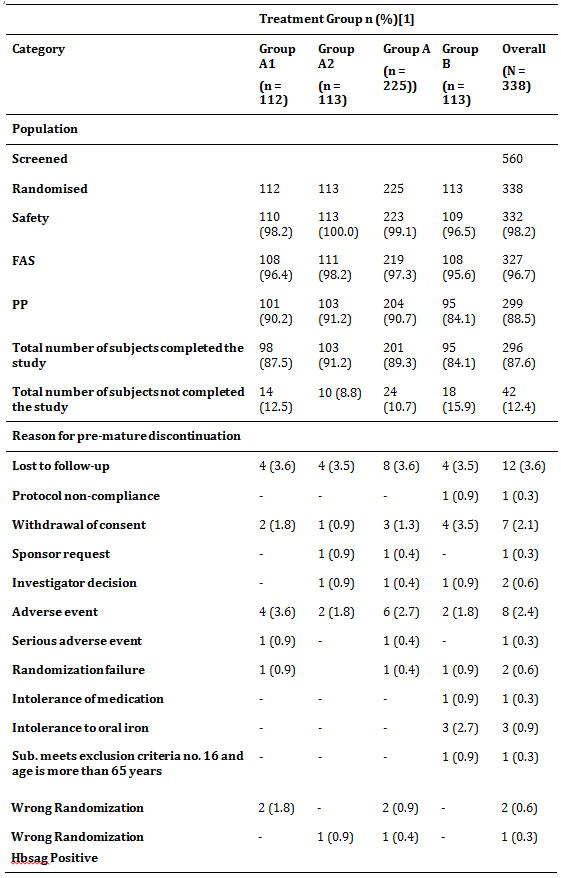 Treatment Group n (%)[1]
Category Group A1 (n = 112) Group A2 (n = 113) Group A (n = 225)) Group B (n = 113) Overall (N = 338)
Population
Screened 560
Randomised 112 113 225 113 338
Safety 110 (98.2) 113 (100.0) 223 (99.1) 109 (96.5) 332 (98.2)
FAS 108 (96.4) 111 (98.2) 219 (97.3) 108 (95.6) 327 (96.7)
PP 101 (90.2) 103 (91.2) 204 (90.7) 95 (84.1) 299 (88.5)
Total number of subjects completed the study 98 (87.5) 103 (91.2) 201 (89.3) 95 (84.1) 296 (87.6)
Total number of subjects not completed the study 14 (12.5) 10 (8.8) 24 (10.7) 18 (15.9) 42 (12.4)
Reason for pre-mature discontinuation
Lost to follow-up 4 (3.6) 4 (3.5) 8 (3.6) 4 (3.5) 12 (3.6)
Protocol non-compliance - - - 1 (0.9) 1 (0.3)
Withdrawal of consent 2 (1.8) 1 (0.9) 3 (1.3) 4 (3.5) 7 (2.1)
Sponsor request - 1 (0.9) 1 (0.4) - 1 (0.3)
Investigator decision - 1 (0.9) 1 (0.4) 1 (0.9) 2 (0.6)
Adverse event 4 (3.6) 2 (1.8) 6 (2.7) 2 (1.8) 8 (2.4)
Serious adverse event 1 (0.9) - 1 (0.4) - 1 (0.3)
Randomization failure 1 (0.9) 1 (0.4) 1 (0.9) 2 (0.6)
Intolerance of medication - - - 1 (0.9) 1 (0.3)
Intolerance to oral iron - - - 3 (2.7) 3 (0.9)
Sub. meets exclusion criteria no. 16 and age is more than 65 years - - - 1 (0.9) 1 (0.3)
Wrong Randomization 2 (1.8) - 2 (0.9) - 2 (0.6)
Wrong Randomization Hbsag Positive - 1 (0.9) 1 (0.4) - 1 (0.3)